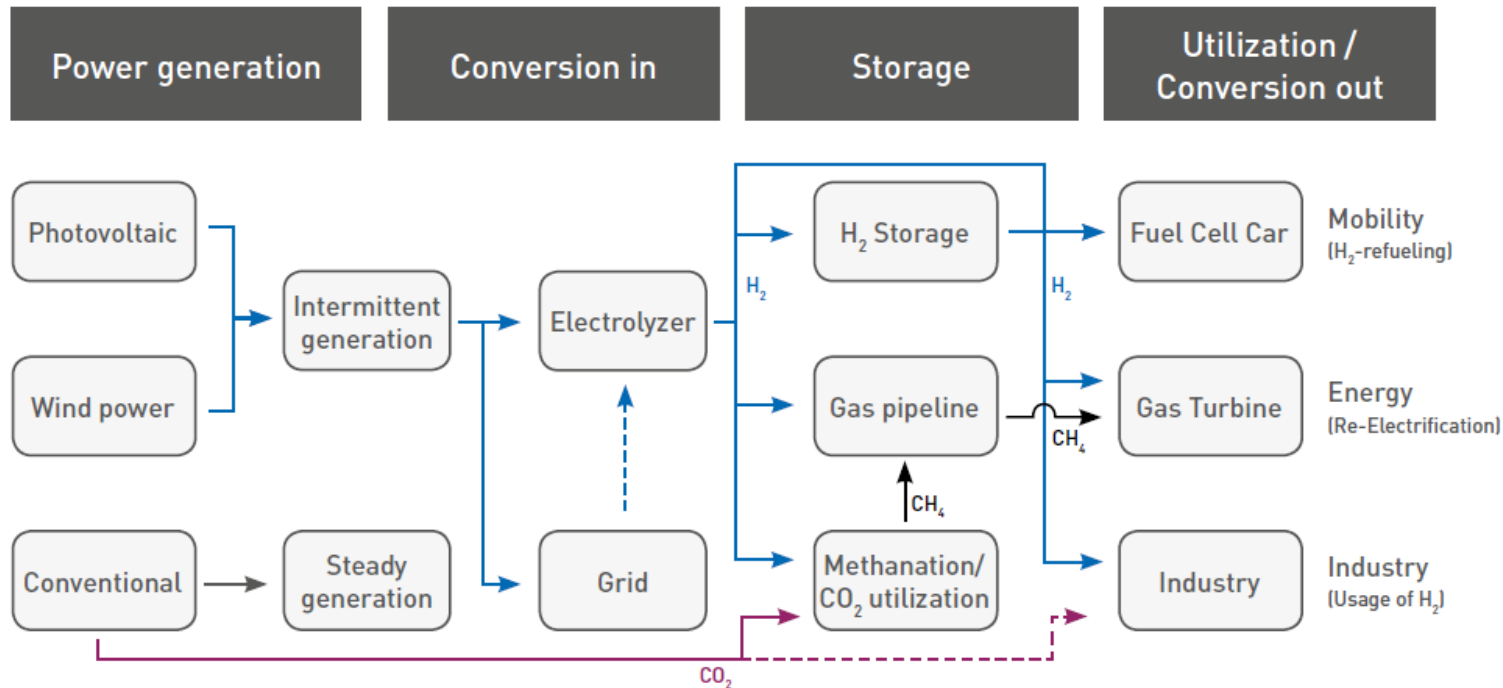 Power generation
Conversion in
Storage
Utilization /
Conversion out
Photovoltaic
Wind power
Conventional
Intermittent
generation
Steady
generation
Electrolyzer
Grid
H₂
H₂ Storage
Gas pipeline
CH₄
Methanation/
CO₂ utilization
CO₂
H₂
CH₄
Fuel Cell Car
Mobility
(H₂-refueling)
Gas Turbine
Energy
(Re-Electrification)
Industry
Industry
(Usage of H₂)